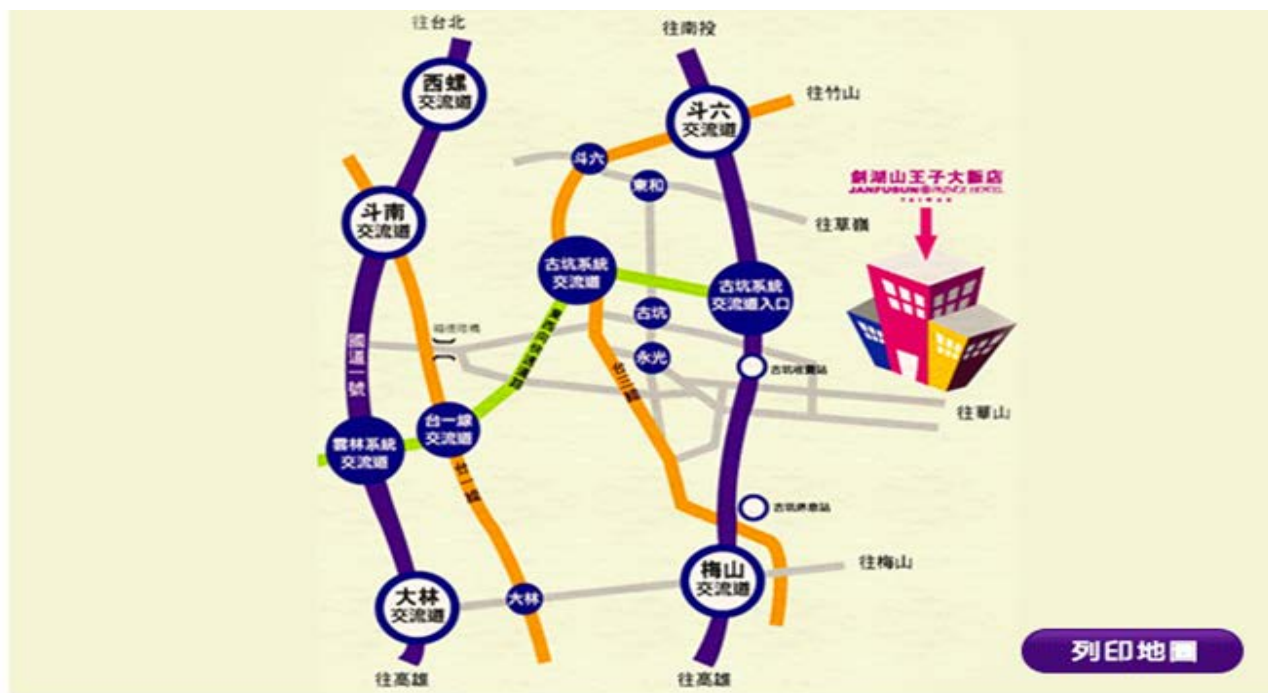 往台北
往南投
西螺
交流道
斗六
交流道
往竹山
斗六
東和
劍湖山王子大飯店
JANFUSUN PRINCE HOTEL
TAIWAN
斗南
交流道
往草嶺
古坑系統
交流道
古坑系統
交流道入口
古坑
國道一號
永光
古坑收費站
台三線
往華山
台一線
交流道
雲林系統
交流道
台一線
古坑休息站
梅山
交流道
往梅山
大林
交流道
大林
列印地圖
往高雄
往高雄